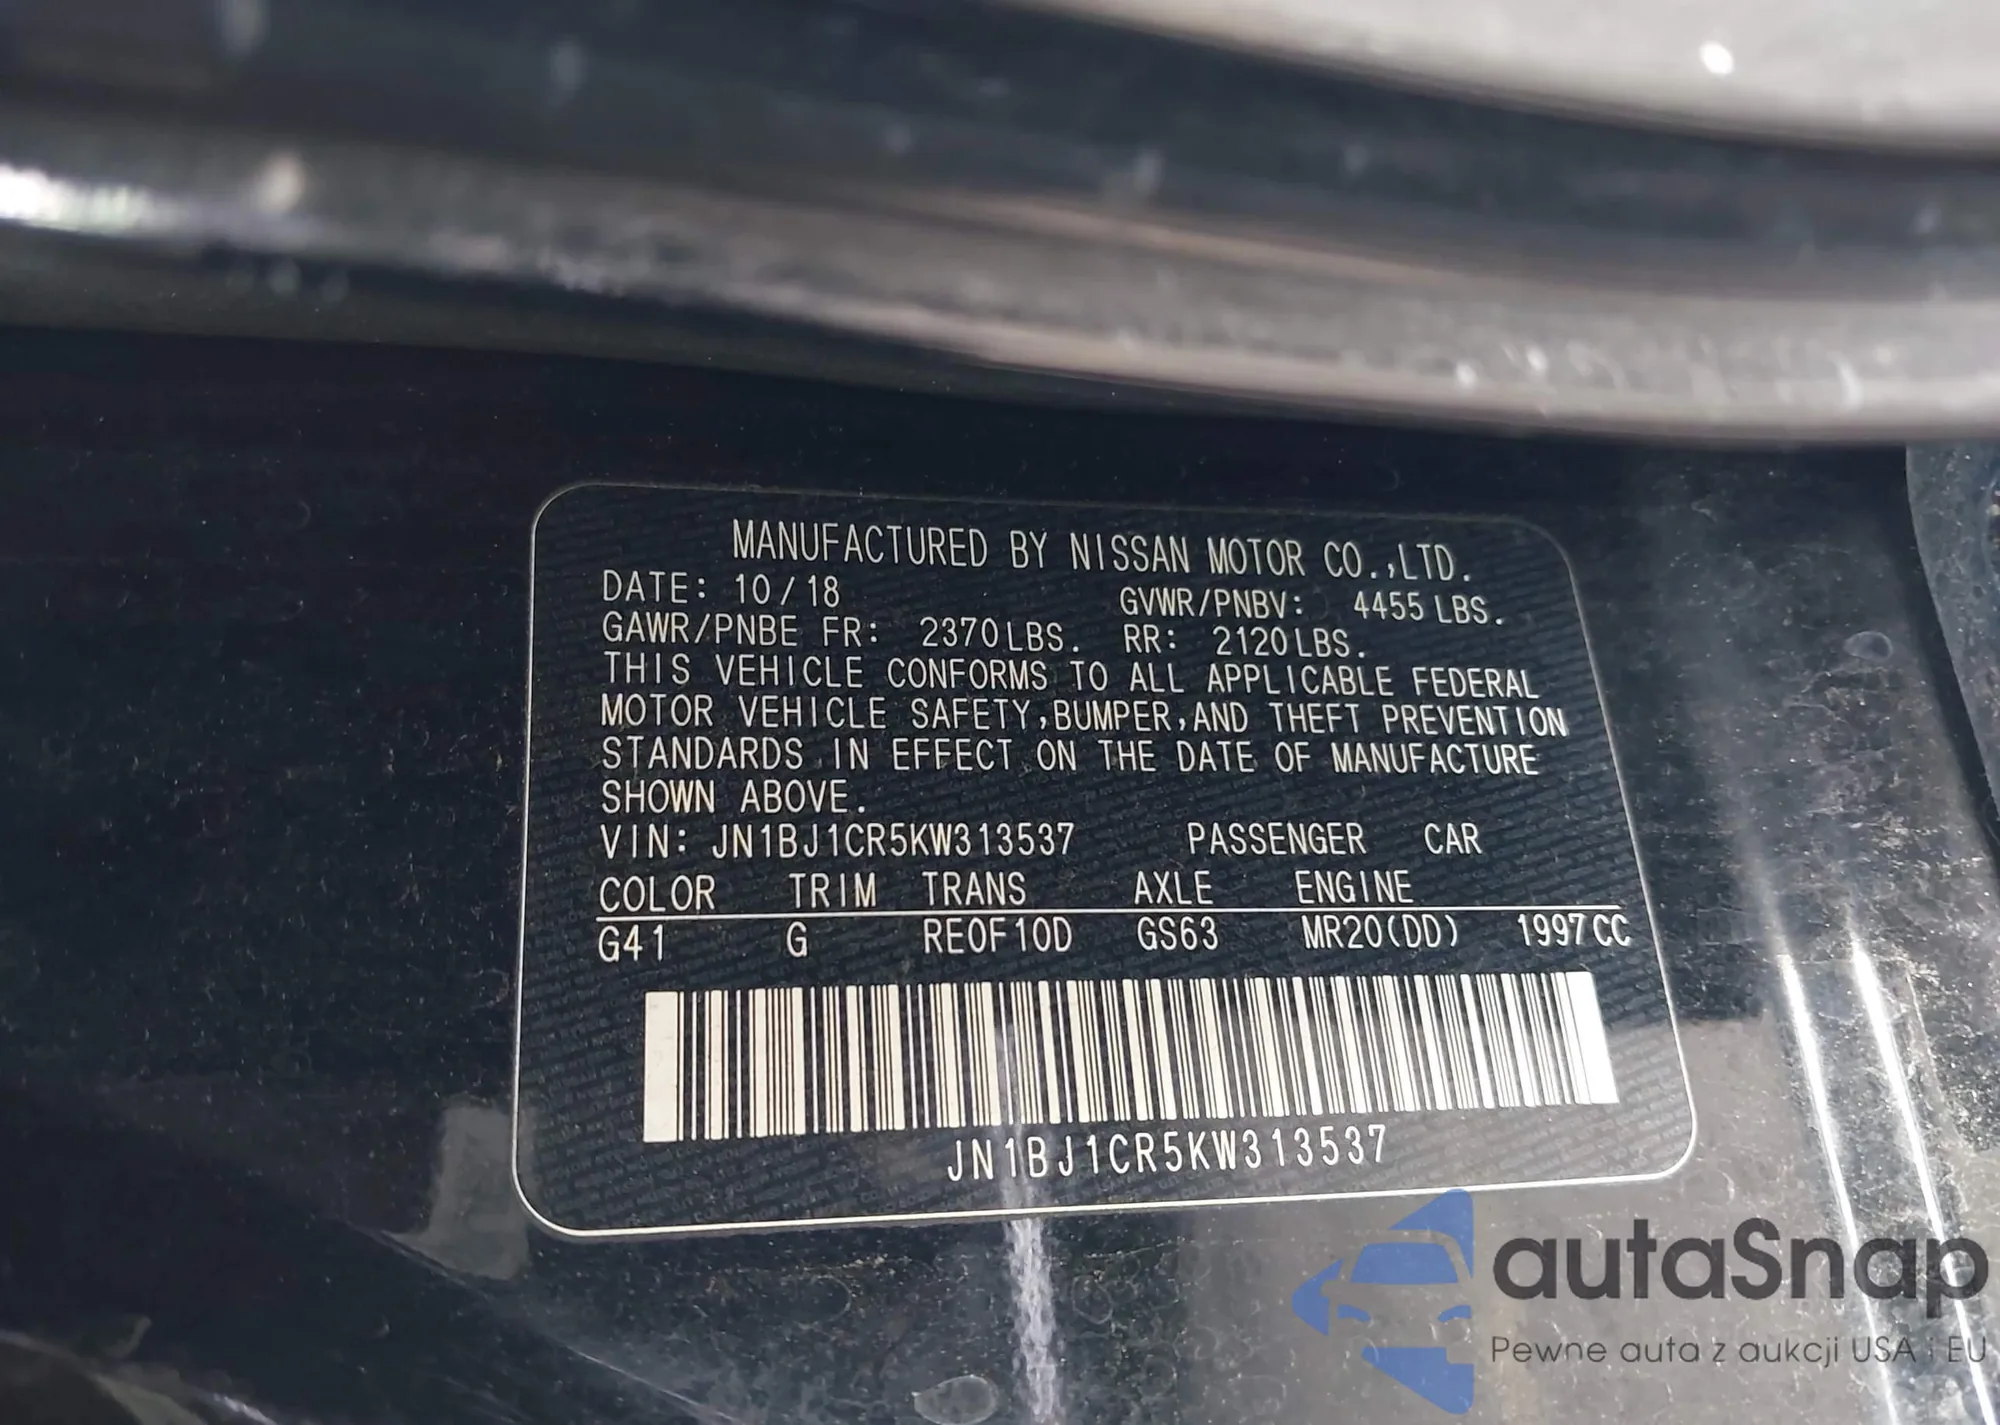 MANUFACTURED BY NISSAN MOTOR CO.,LTD.
DATE: 10/18 GVWR/PNBV: 4455 LBS.
GAWR/PNBE FR: 2370 LBS. RR: 2120 LBS.
THIS VEHICLE CONFORMS TO ALL APPLICABLE FEDERAL
MOTOR VEHICLE SAFETY,BUMPER,AND THEFT PREVENTION
STANDARDS IN EFFECT ON THE DATE OF MANUFACTURE
SHOWN ABOVE.
VIN: JN1BJ1CR5KW313537 PASSENGER CAR
COLOR TRIM TRANS AXLE ENGINE
G41 G RE0F10D GS63 MR20(DD) 1997CC
JN1BJ1CR5KW313537
autaSnap
Pewne auta z aukcji USA i EU